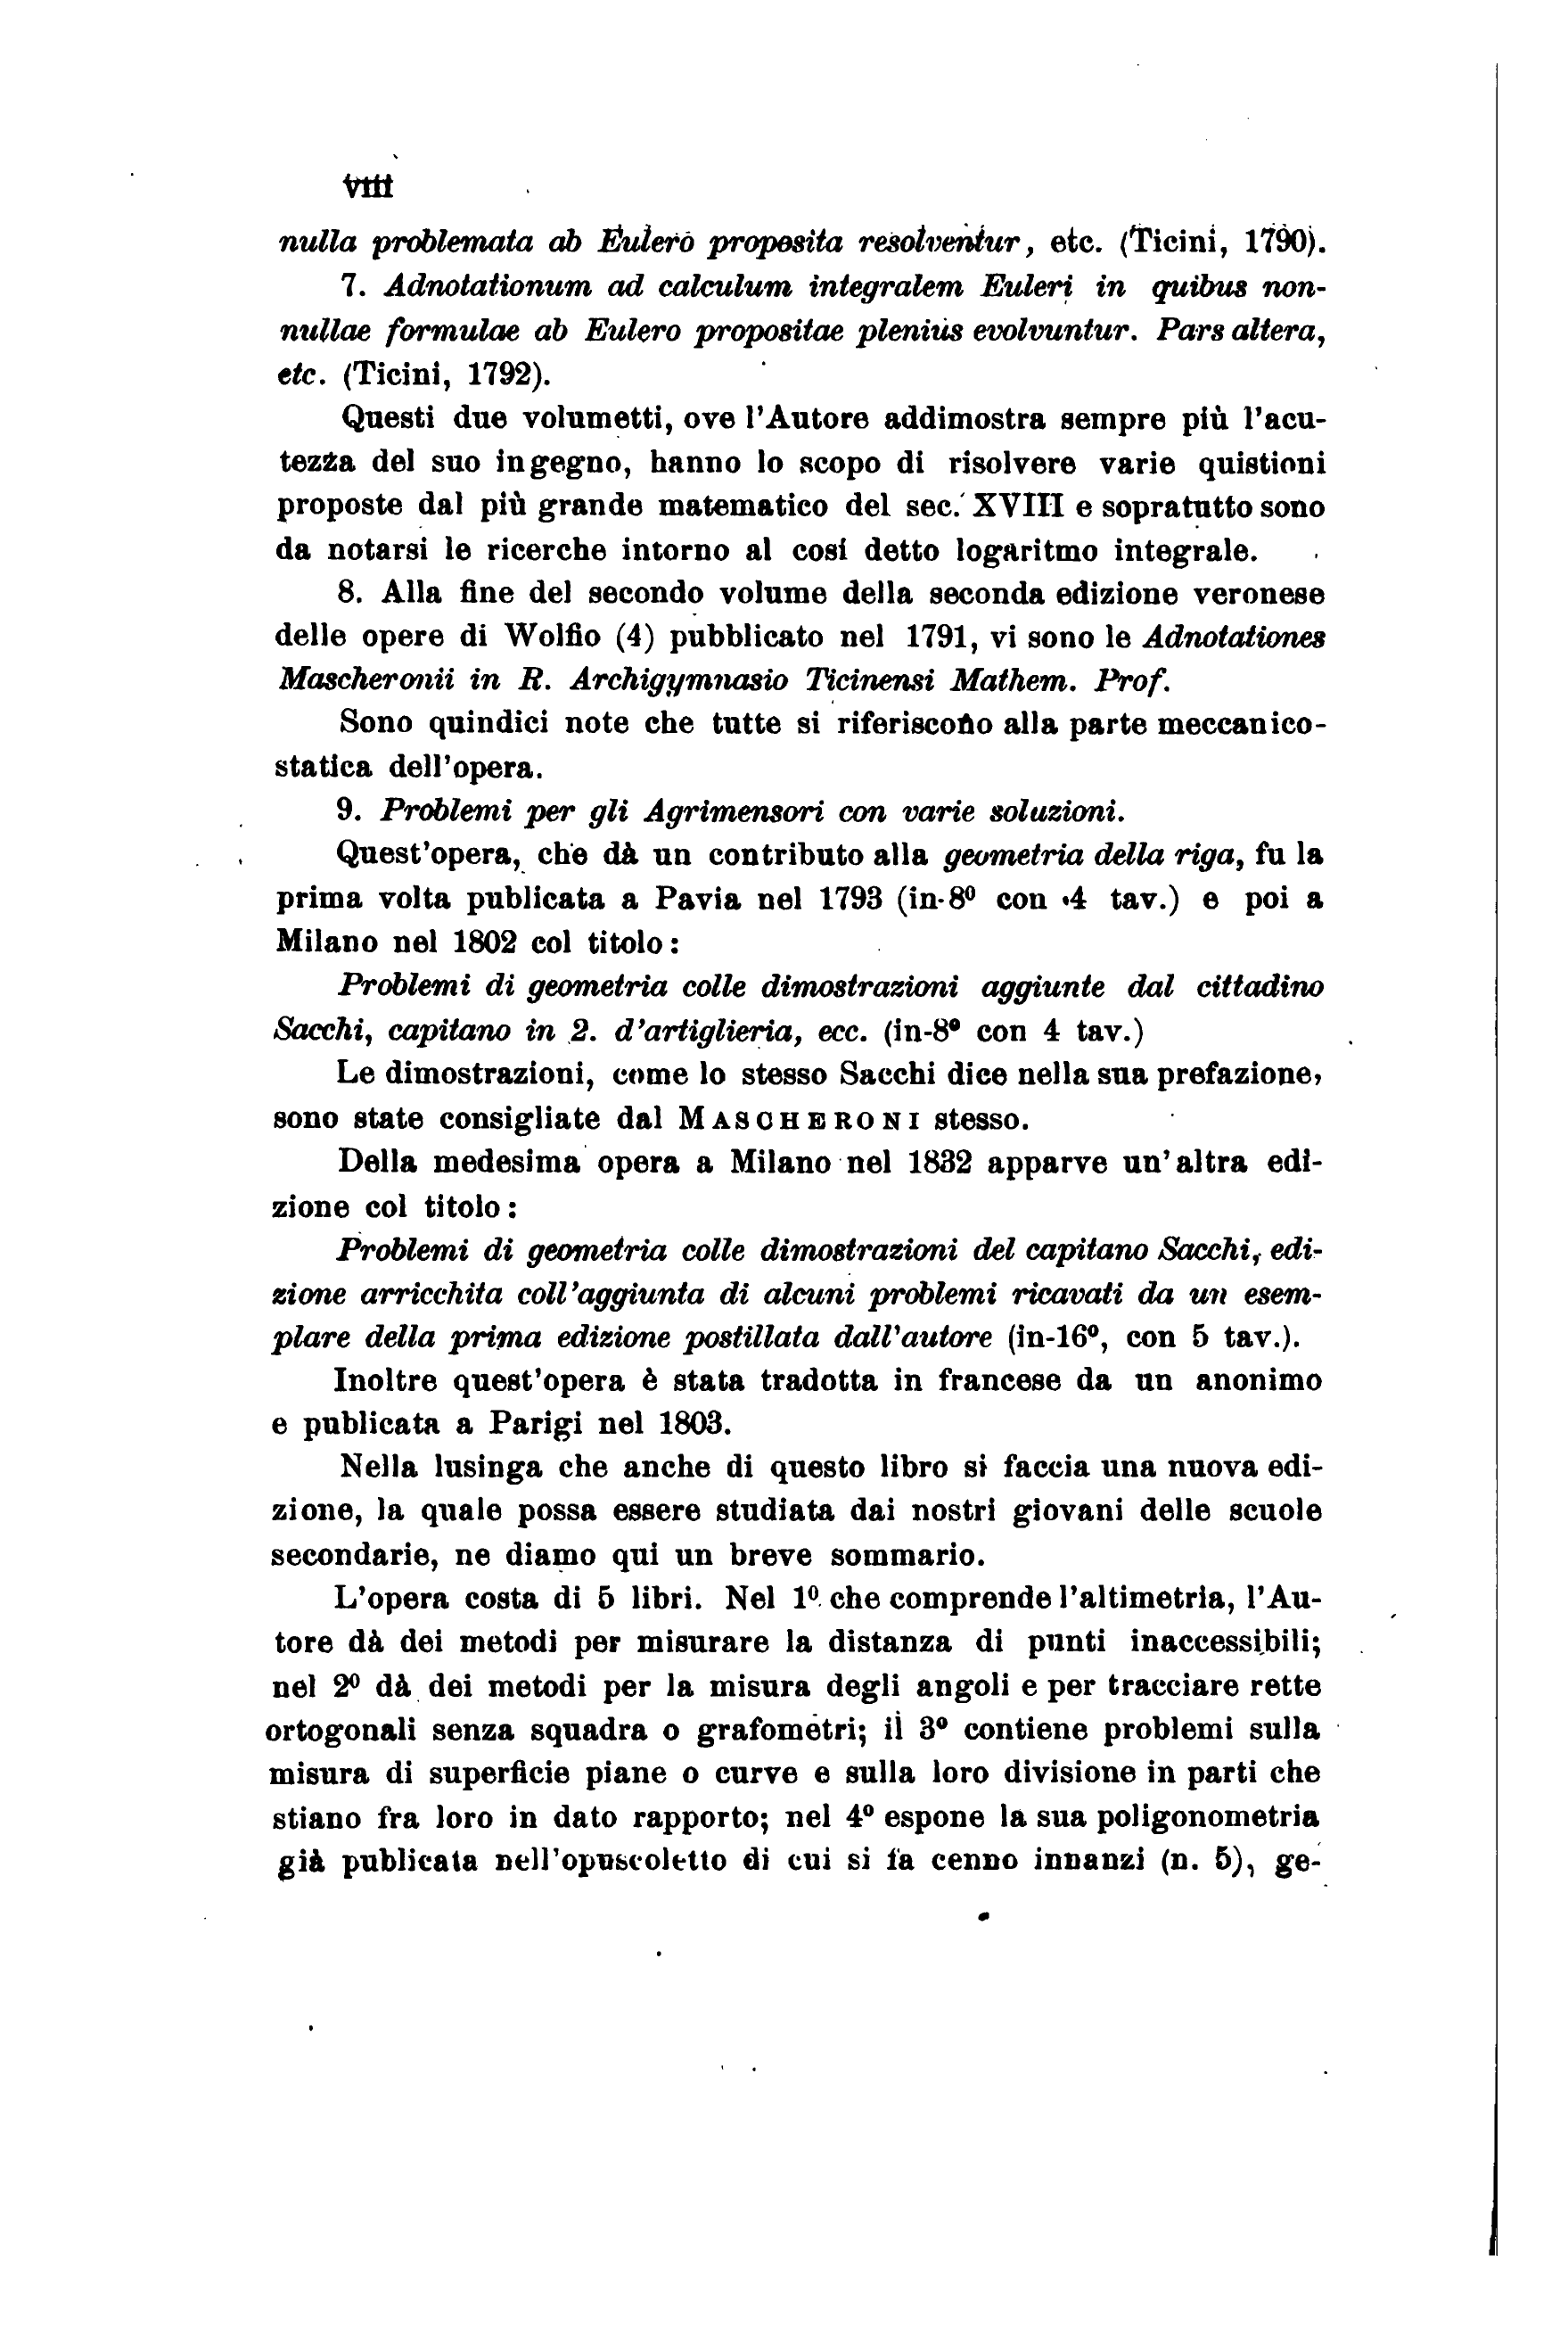 VIII
nulla problemata ab Eulero proposita resolventur, etc. (Ticini, 1790).
7. Adnotationum ad calculum integralem Euleri in quibus non-
nullae formulae ab Eulero propositae plenius evolvuntur. Pars altera,
etc. (Ticini, 1792).
Questi due volumetti, ove l'Autore addimostra sempre più l'acu-
tezza del suo ingegno, hanno lo scopo di risolvere varie quistioni
proposte dal più grande matematico del sec. XVIII e sopratutto sono
da notarsi le ricerche intorno al cosí detto logaritmo integrale.
8. Alla fine del secondo volume della seconda edizione veronese
delle opere di Wolfio (4) pubblicato nel 1791, vi sono le Adnotationes
Mascheronii in R. Archigymnasio Ticinensi Mathem. Prof.
Sono quindici note che tutte si riferiscono alla parte meccanico-
statica dell'opera.
9. Problemi per gli Agrimensori con varie soluzioni.
Quest'opera, che dà un contributo alla geometria della riga, fu la
prima volta publicata a Pavia nel 1793 (in-8º con 4 tav.) e poi a
Milano nel 1802 col titolo:
Problemi di geometria colle dimostrazioni aggiunte dal cittadino
Sacchi, capitano in 2. d'artiglieria, ecc. (in-8º con 4 tav.)
Le dimostrazioni, come lo stesso Sacchi dice nella sua prefazione,
sono state consigliate dal MASCHERONI stesso.
Della medesima opera a Milano nel 1832 apparve un'altra edi-
zione col titolo:
Problemi di geometria colle dimostrazioni del capitano Sacchi, edi-
zione arricchita coll'aggiunta di alcuni problemi ricavati da un esem-
plare della prima edizione postillata dall'autore (in-16º, con 5 tav.).
Inoltre quest'opera è stata tradotta in francese da un anonimo
e publicata a Parigi nel 1803.
Nella lusinga che anche di questo libro si faccia una nuova edi-
zione, la quale possa essere studiata dai nostri giovani delle scuole
secondarie, ne diamo qui un breve sommario.
L'opera costa di 5 libri. Nel 1º che comprende l'altimetria, l'Au-
tore dà dei metodi per misurare la distanza di punti inaccessibili;
nel 2º dà dei metodi per la misura degli angoli e per tracciare rette
ortogonali senza squadra o grafometri; il 3º contiene problemi sulla
misura di superficie piane o curve e sulla loro divisione in parti che
stiano fra loro in dato rapporto; nel 4º espone la sua poligonometria
già publicata nell'opuscoletto di cui si fa cenno innanzi (n. 5), ge-